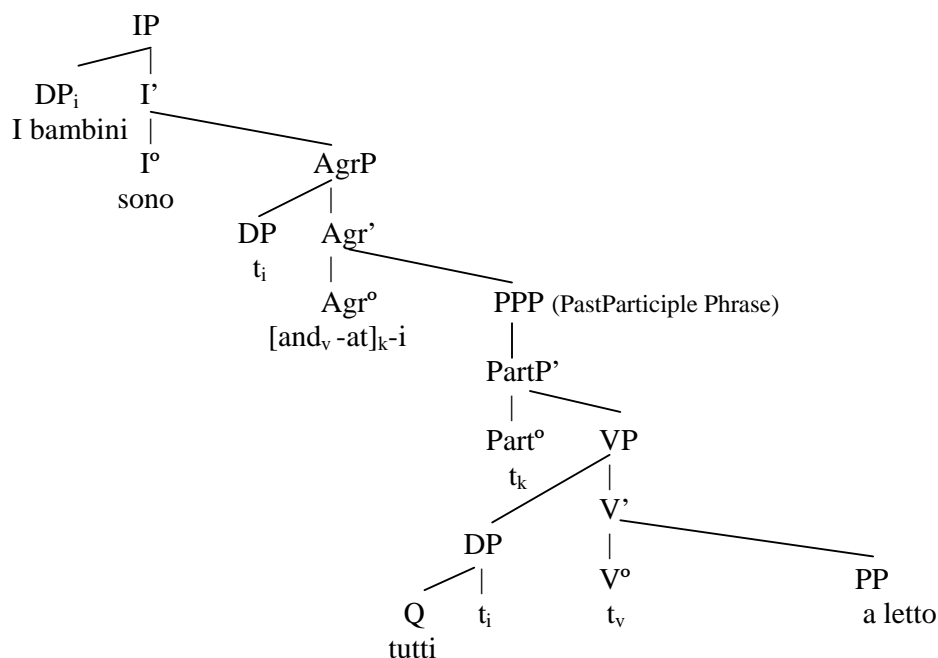 IP
DPi I'
I bambini
Iº AgrP
sono
DP Agr’
ti
Agrº PPP (PastParticiple Phrase)
[andv -at]k-i
PartP’
Partº VP
tk
V’
DP
Vº PP
Q ti tv a letto
tutti